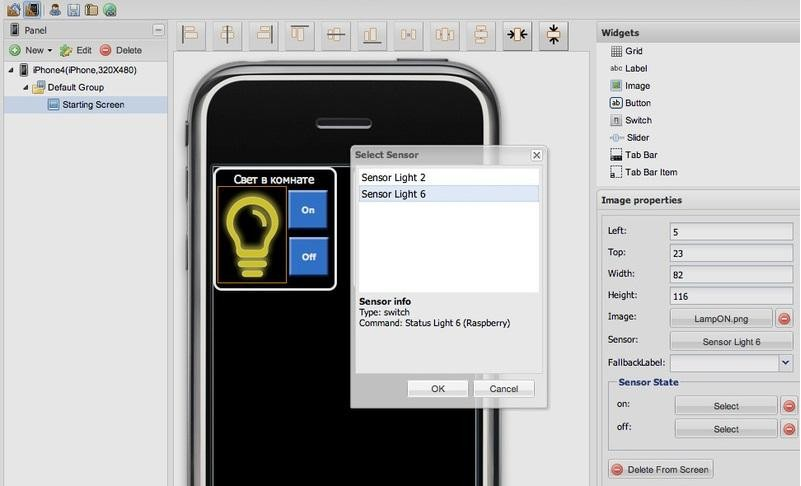 Panel
New
Edit
Delete
iPhone4(iPhone,320X480)
Default Group
Starting Screen
Свет в комнате
On
Off
Select Sensor
Sensor Light 2
Sensor Light 6
Sensor info
Type: switch
Command: Status Light 6 (Raspberry)
OK
Cancel
Widgets
Grid
abc Label
Image
ab Button
Switch
Slider
Tab Bar
Tab Bar Item
Image properties
Left: 5
Top: 23
Width: 82
Height: 116
Image: LampON.png
Sensor: Sensor Light 6
FallbackLabel:
Sensor State
on: Select
off: Select
Delete From Screen